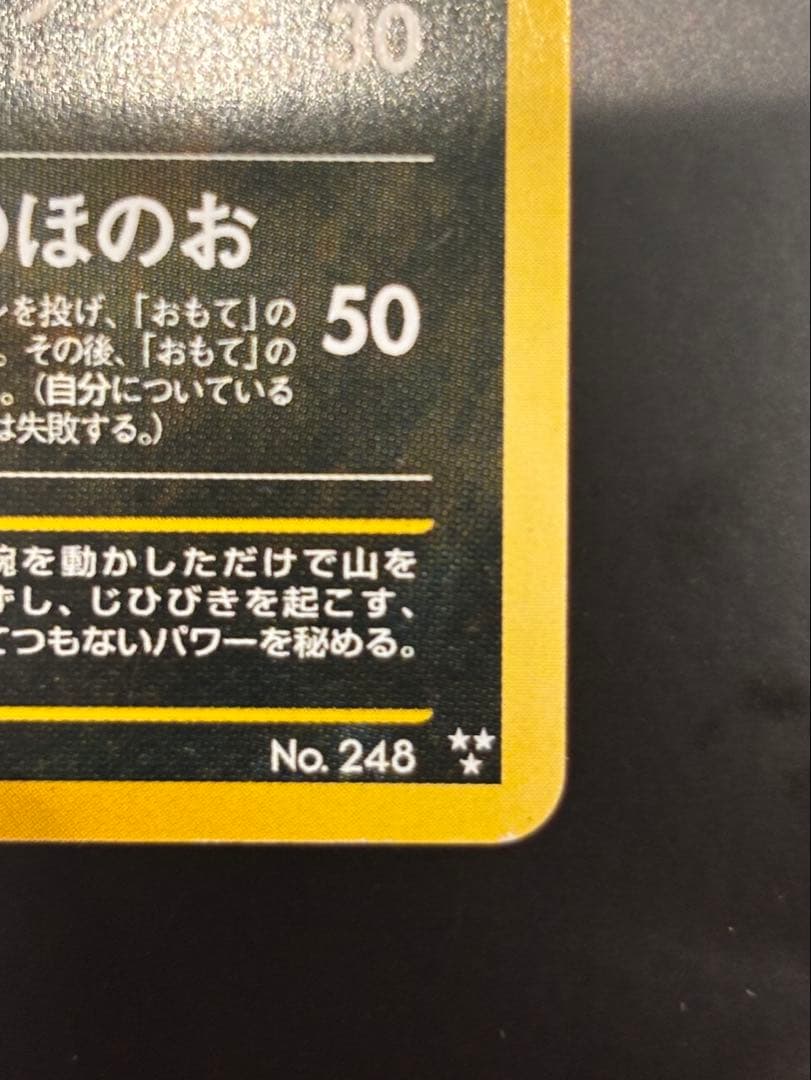 30
ほのお
を投げ、「おもて」の 50
。その後、「おもて」の
。(自分についている
は失敗する。)
腕を動かしただけで山を
ずし、じひびきを起こす、
てつもないパワーを秘める。
No. 248 ★★★